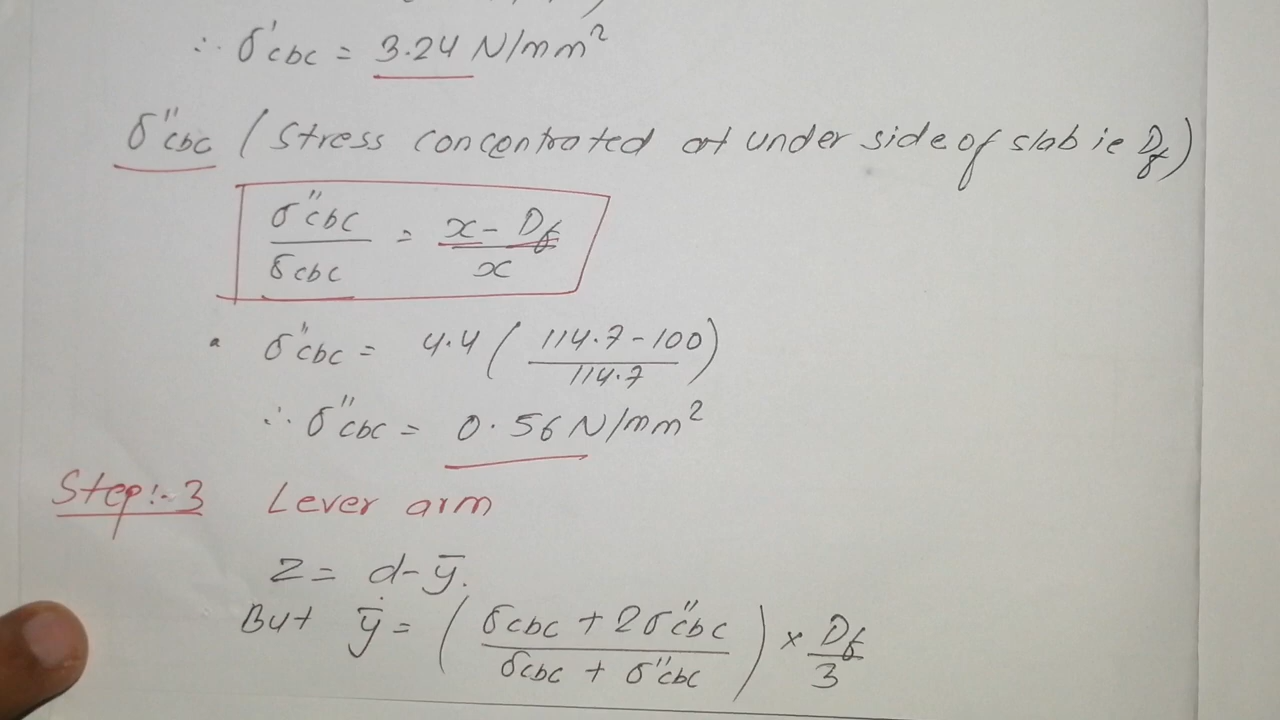 ∴ σ'cbc = 3.24 N/mm²
σ"cbc (Stress concentrated at under side of slab ie Df)
σ"cbc / σcbc = x - Df / x
σ"cbc = 4.4 ( 114.7 - 100 / 114.7 )
∴ σ"cbc = 0.56 N/mm²
Step:-3 Lever arm
z = d-ȳ.
But ȳ = ( σcbc + 2σ"cbc / σcbc + σ"cbc ) × Df / 3